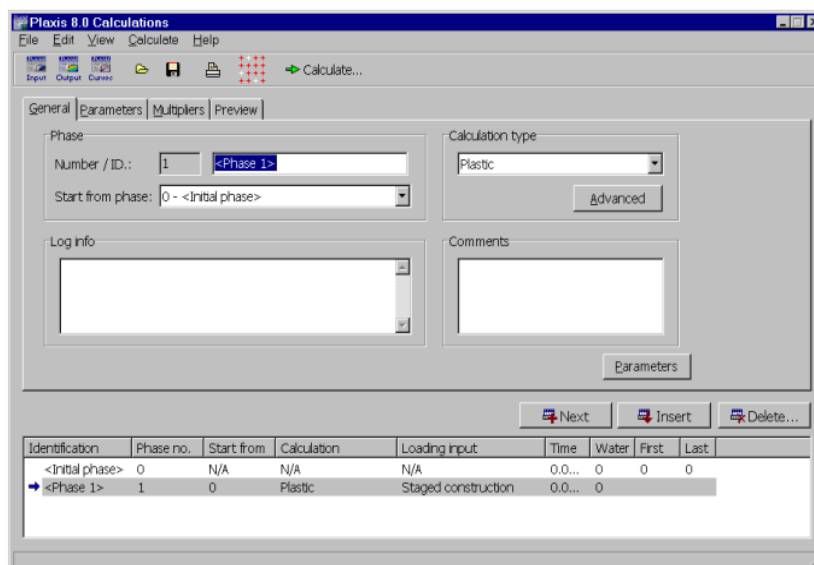 Plaxis 8.0 Calculations
File Edit View Calculate Help
Input Output Curves Calculate...
General Parameters Multipliers Preview
Phase
Number / ID.: 1 <Phase 1>
Start from phase: 0 - <Initial phase>
Calculation type
Plastic
Advanced
Log info
Comments
Parameters
Next Insert Delete...
Identification Phase no. Start from Calculation Loading input Time Water First Last
<Initial phase> 0 N/A N/A N/A 0.0... 0 0 0
<Phase 1> 1 0 Plastic Staged construction 0.0... 0